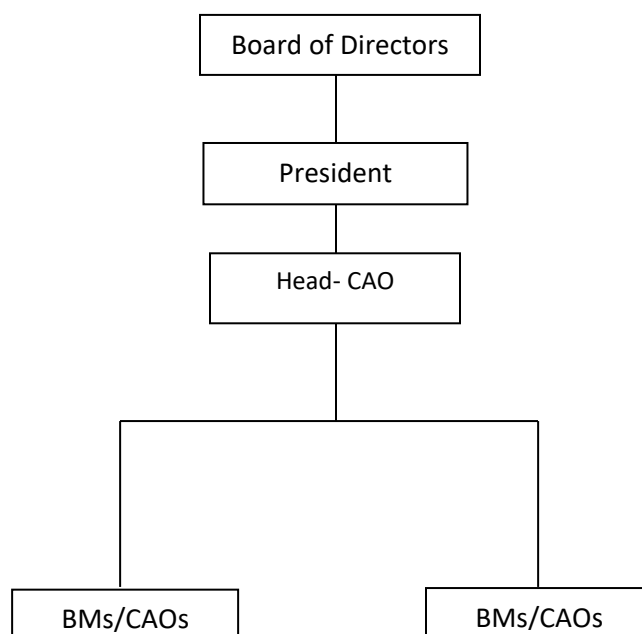 Board of Directors
President
Head- CAO
BMs/CAOs
BMs/CAOs